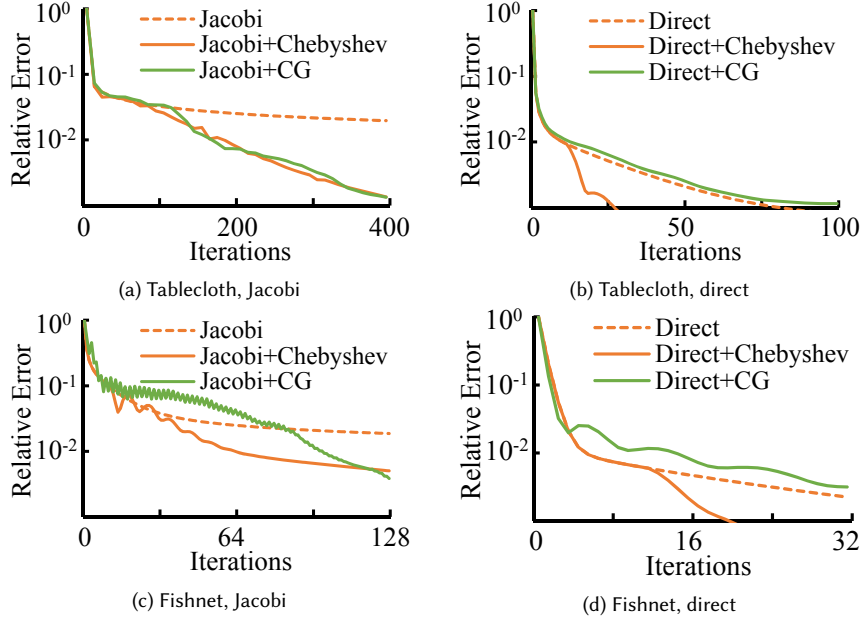 10^0
10^-1
10^-2
Relative Error
Jacobi
Jacobi+Chebyshev
Jacobi+CG
0
200
400
Iterations
(a) Tablecloth, Jacobi
10^0
10^-1
10^-2
Relative Error
Direct
Direct+Chebyshev
Direct+CG
0
50
100
Iterations
(b) Tablecloth, direct
10^0
10^-1
10^-2
Relative Error
Jacobi
Jacobi+Chebyshev
Jacobi+CG
0
64
128
Iterations
(c) Fishnet, Jacobi
10^0
10^-1
10^-2
Relative Error
Direct
Direct+Chebyshev
Direct+CG
0
16
32
Iterations
(d) Fishnet, direct